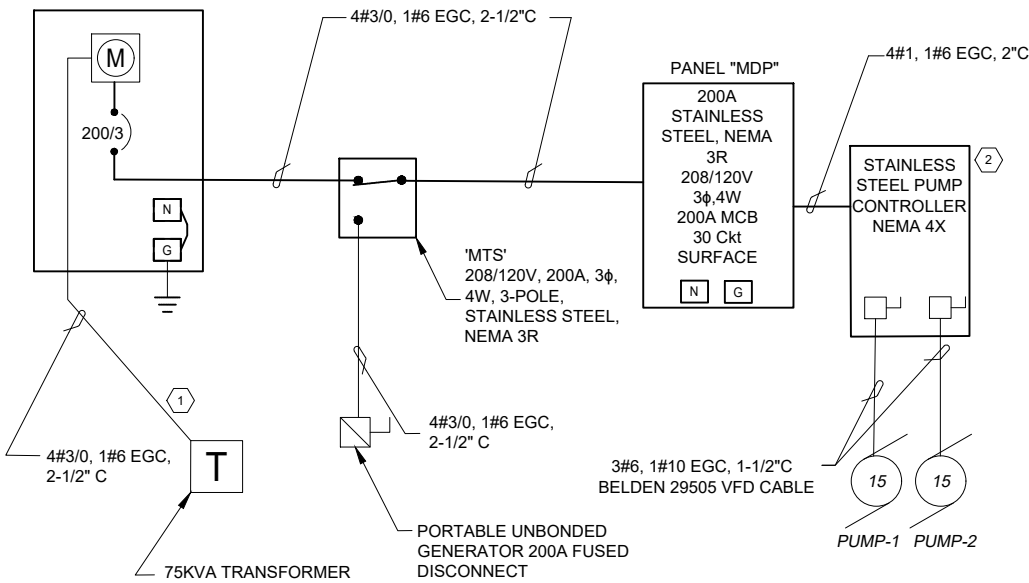 4#3/0, 1#6 EGC, 2-1/2"C
4#1, 1#6 EGC, 2"C
M
200/3
N
G
PANEL "MDP"
200A
STAINLESS
STEEL, NEMA
3R
208/120V
3ϕ,4W
200A MCB
30 Ckt
SURFACE
N G
STAINLESS
STEEL PUMP
CONTROLLER
NEMA 4X
2
'MTS'
208/120V, 200A, 3ϕ,
4W, 3-POLE,
STAINLESS STEEL,
NEMA 3R
1
4#3/0, 1#6 EGC,
2-1/2" C
T
75KVA TRANSFORMER
4#3/0, 1#6 EGC,
2-1/2" C
PORTABLE UNBONDED
GENERATOR 200A FUSED
DISCONNECT
3#6, 1#10 EGC, 1-1/2"C
BELDEN 29505 VFD CABLE
15
15
PUMP-1
PUMP-2